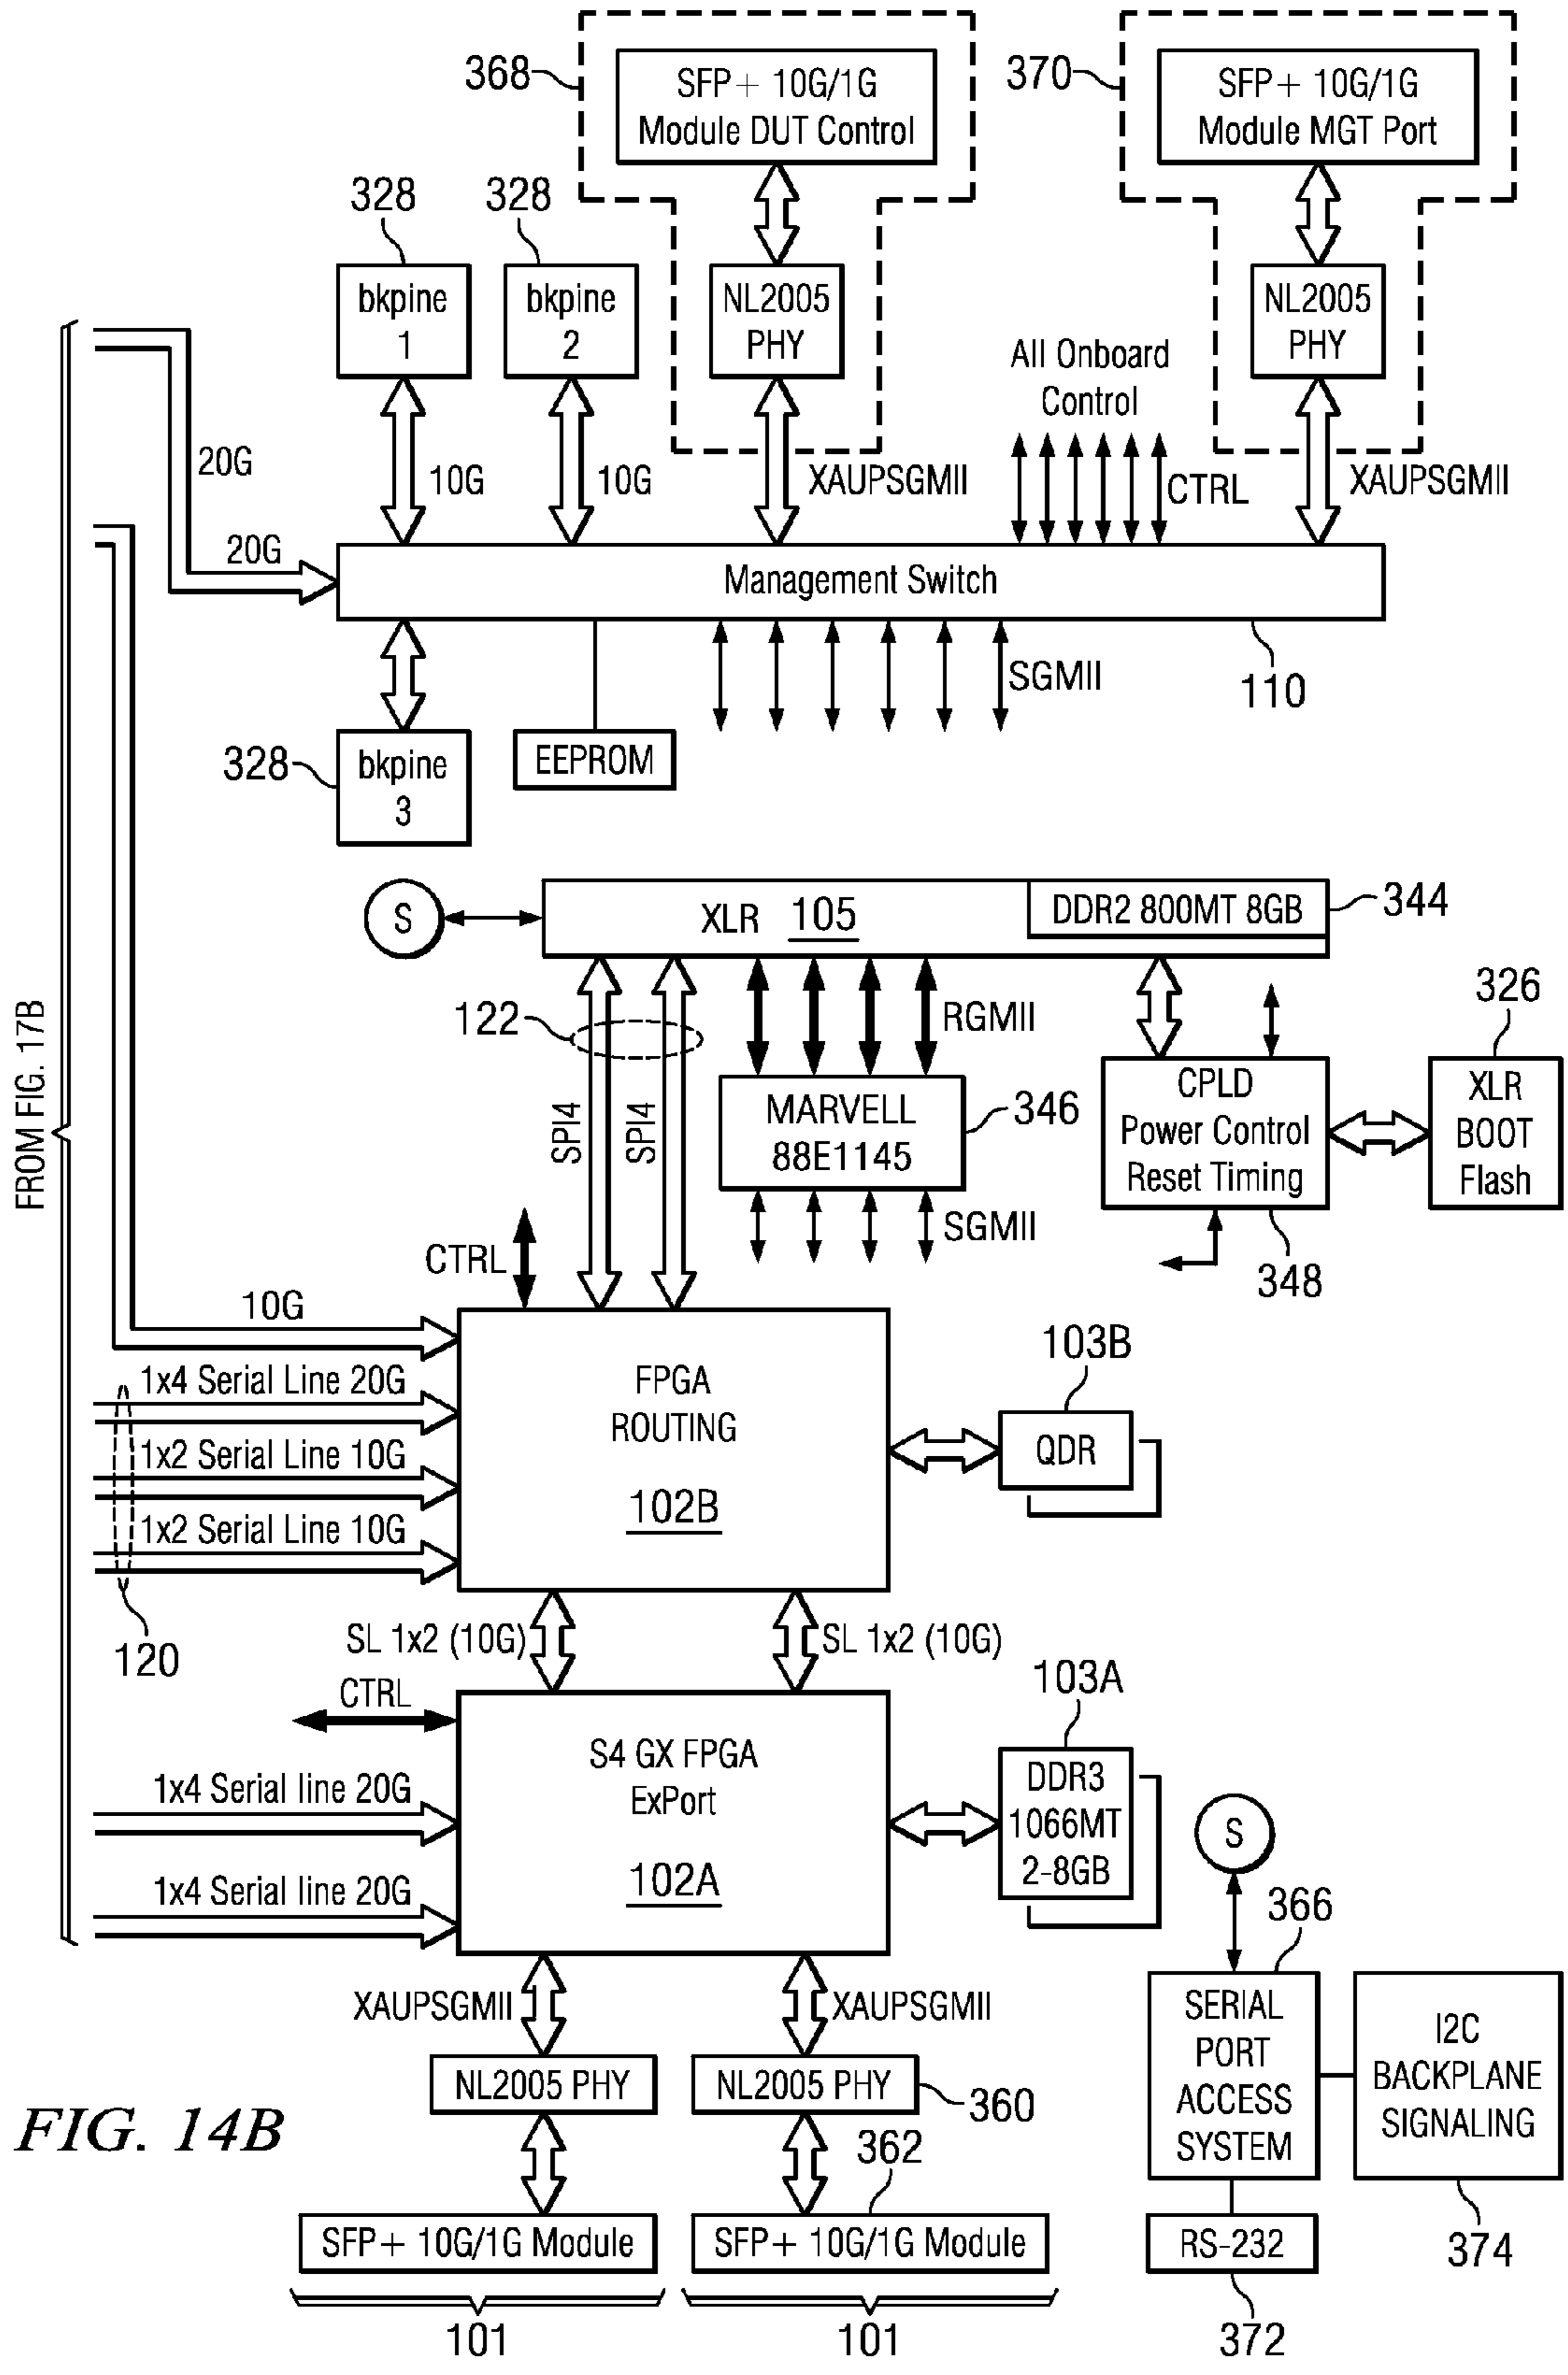 368
SFP+ 10G/1G
Module DUT Control
370
SFP+ 10G/1G
Module MGT Port
328
328
bkpine
1
bkpine
2
NL2005
PHY
All Onboard
Control
NL2005
PHY
20G
10G
10G
XAUPSGMII
CTRL
XAUPSGMII
20G
Management Switch
SGMII
110
328
bkpine
3
EEPROM
S
XLR 105
DDR2 800MT 8GB
344
FROM FIG. 17B
122
RGMII
326
SPI4
SPI4
MARVELL
88E1145
346
CPLD
Power Control
Reset Timing
XLR
BOOT
Flash
SGMII
CTRL
348
10G
1x4 Serial Line 20G
1x2 Serial Line 10G
1x2 Serial Line 10G
120
FPGA
ROUTING
102B
103B
QDR
SL 1x2 (10G)
SL 1x2 (10G)
CTRL
103A
S4 GX FPGA
ExPort
102A
DDR3
1066MT
2-8GB
1x4 Serial line 20G
1x4 Serial line 20G
S
366
XAUPSGMII
XAUPSGMII
SERIAL
PORT
ACCESS
SYSTEM
I2C
BACKPLANE
SIGNALING
NL2005 PHY
NL2005 PHY
360
362
FIG. 14B
SFP+ 10G/1G Module
SFP+ 10G/1G Module
RS-232
374
101
101
372